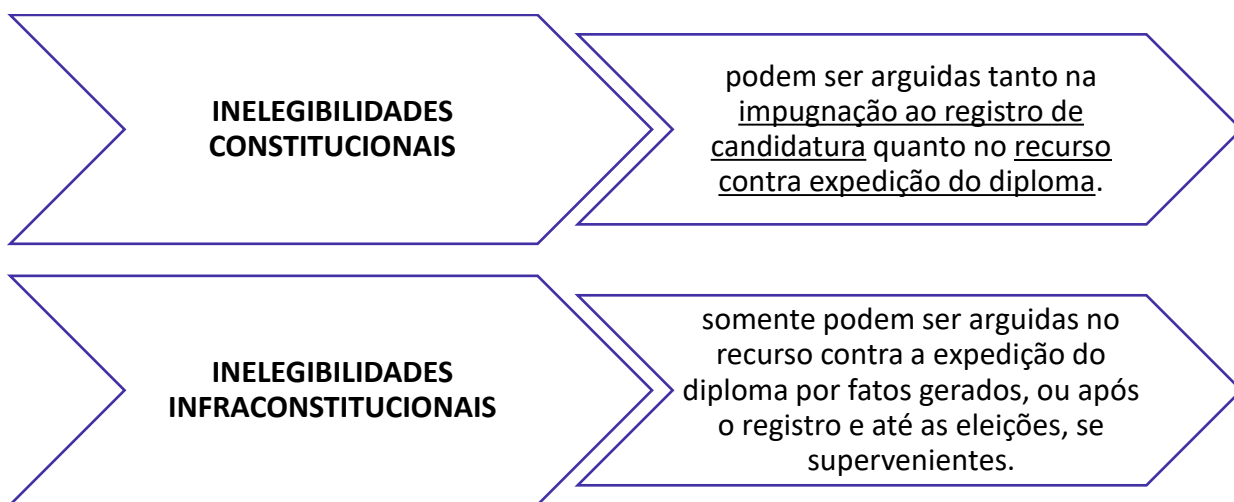 INELEGIBILIDADES
CONSTITUCIONAIS
podem ser arguidas tanto na
impugnação ao registro de
candidatura quanto no recurso
contra expedição do diploma.
INELEGIBILIDADES
INFRACONSTITUCIONAIS
somente podem ser arguidas no
recurso contra a expedição do
diploma por fatos gerados, ou após
o registro e até as eleições, se
supervenientes.